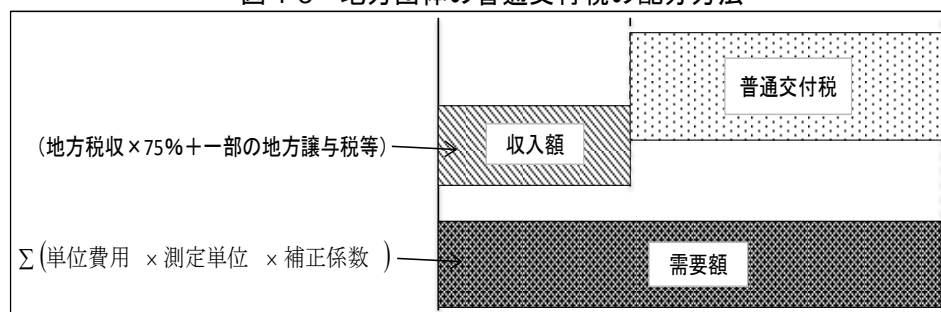 図4-8 地方団体の普通交付税の配分方法
普通交付税
(地方税収×75%+一部の地方譲与税等)
収入額
∑(単位費用 ×測定単位 ×補正係数 )
需要額